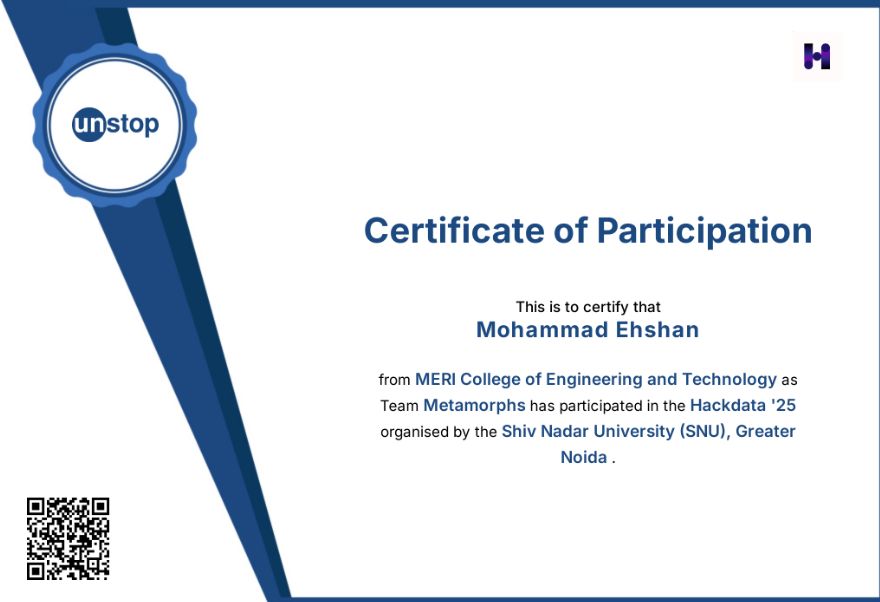 unstop
H
Certificate of Participation
This is to certify that
Mohammad Ehshan
from MERI College of Engineering and Technology as
Team Metamorphs has participated in the Hackdata '25
organised by the Shiv Nadar University (SNU), Greater
Noida .